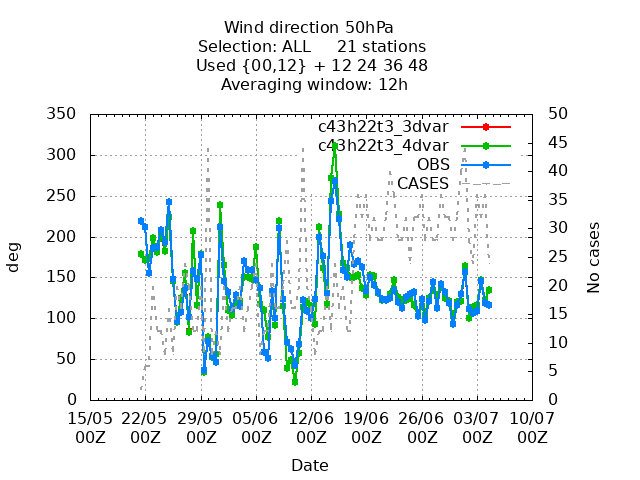 Wind direction 50hPa
Selection: ALL 21 stations
Used {00,12} + 12 24 36 48
Averaging window: 12h
c43h22t3_3dvar
c43h22t3_4dvar
OBS
CASES
deg
350
300
250
200
150
100
50
0
No cases
50
45
40
35
30
25
20
15
10
5
0
15/05 22/05 29/05 05/06 12/06 19/06 26/06 03/07 10/07
00Z 00Z 00Z 00Z 00Z 00Z 00Z 00Z 00Z
Date